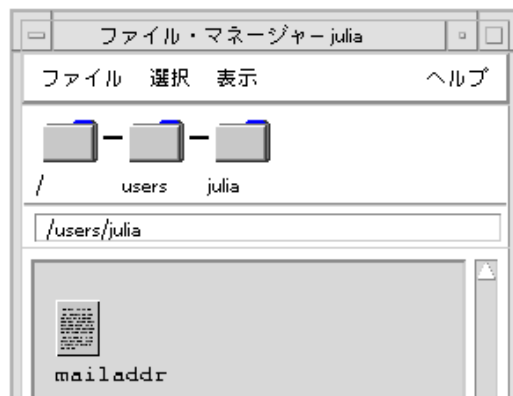 ファイル・マネージャ – julia
ファイル 選択 表示 ヘルプ
/ users julia
/users/julia
mailaddr